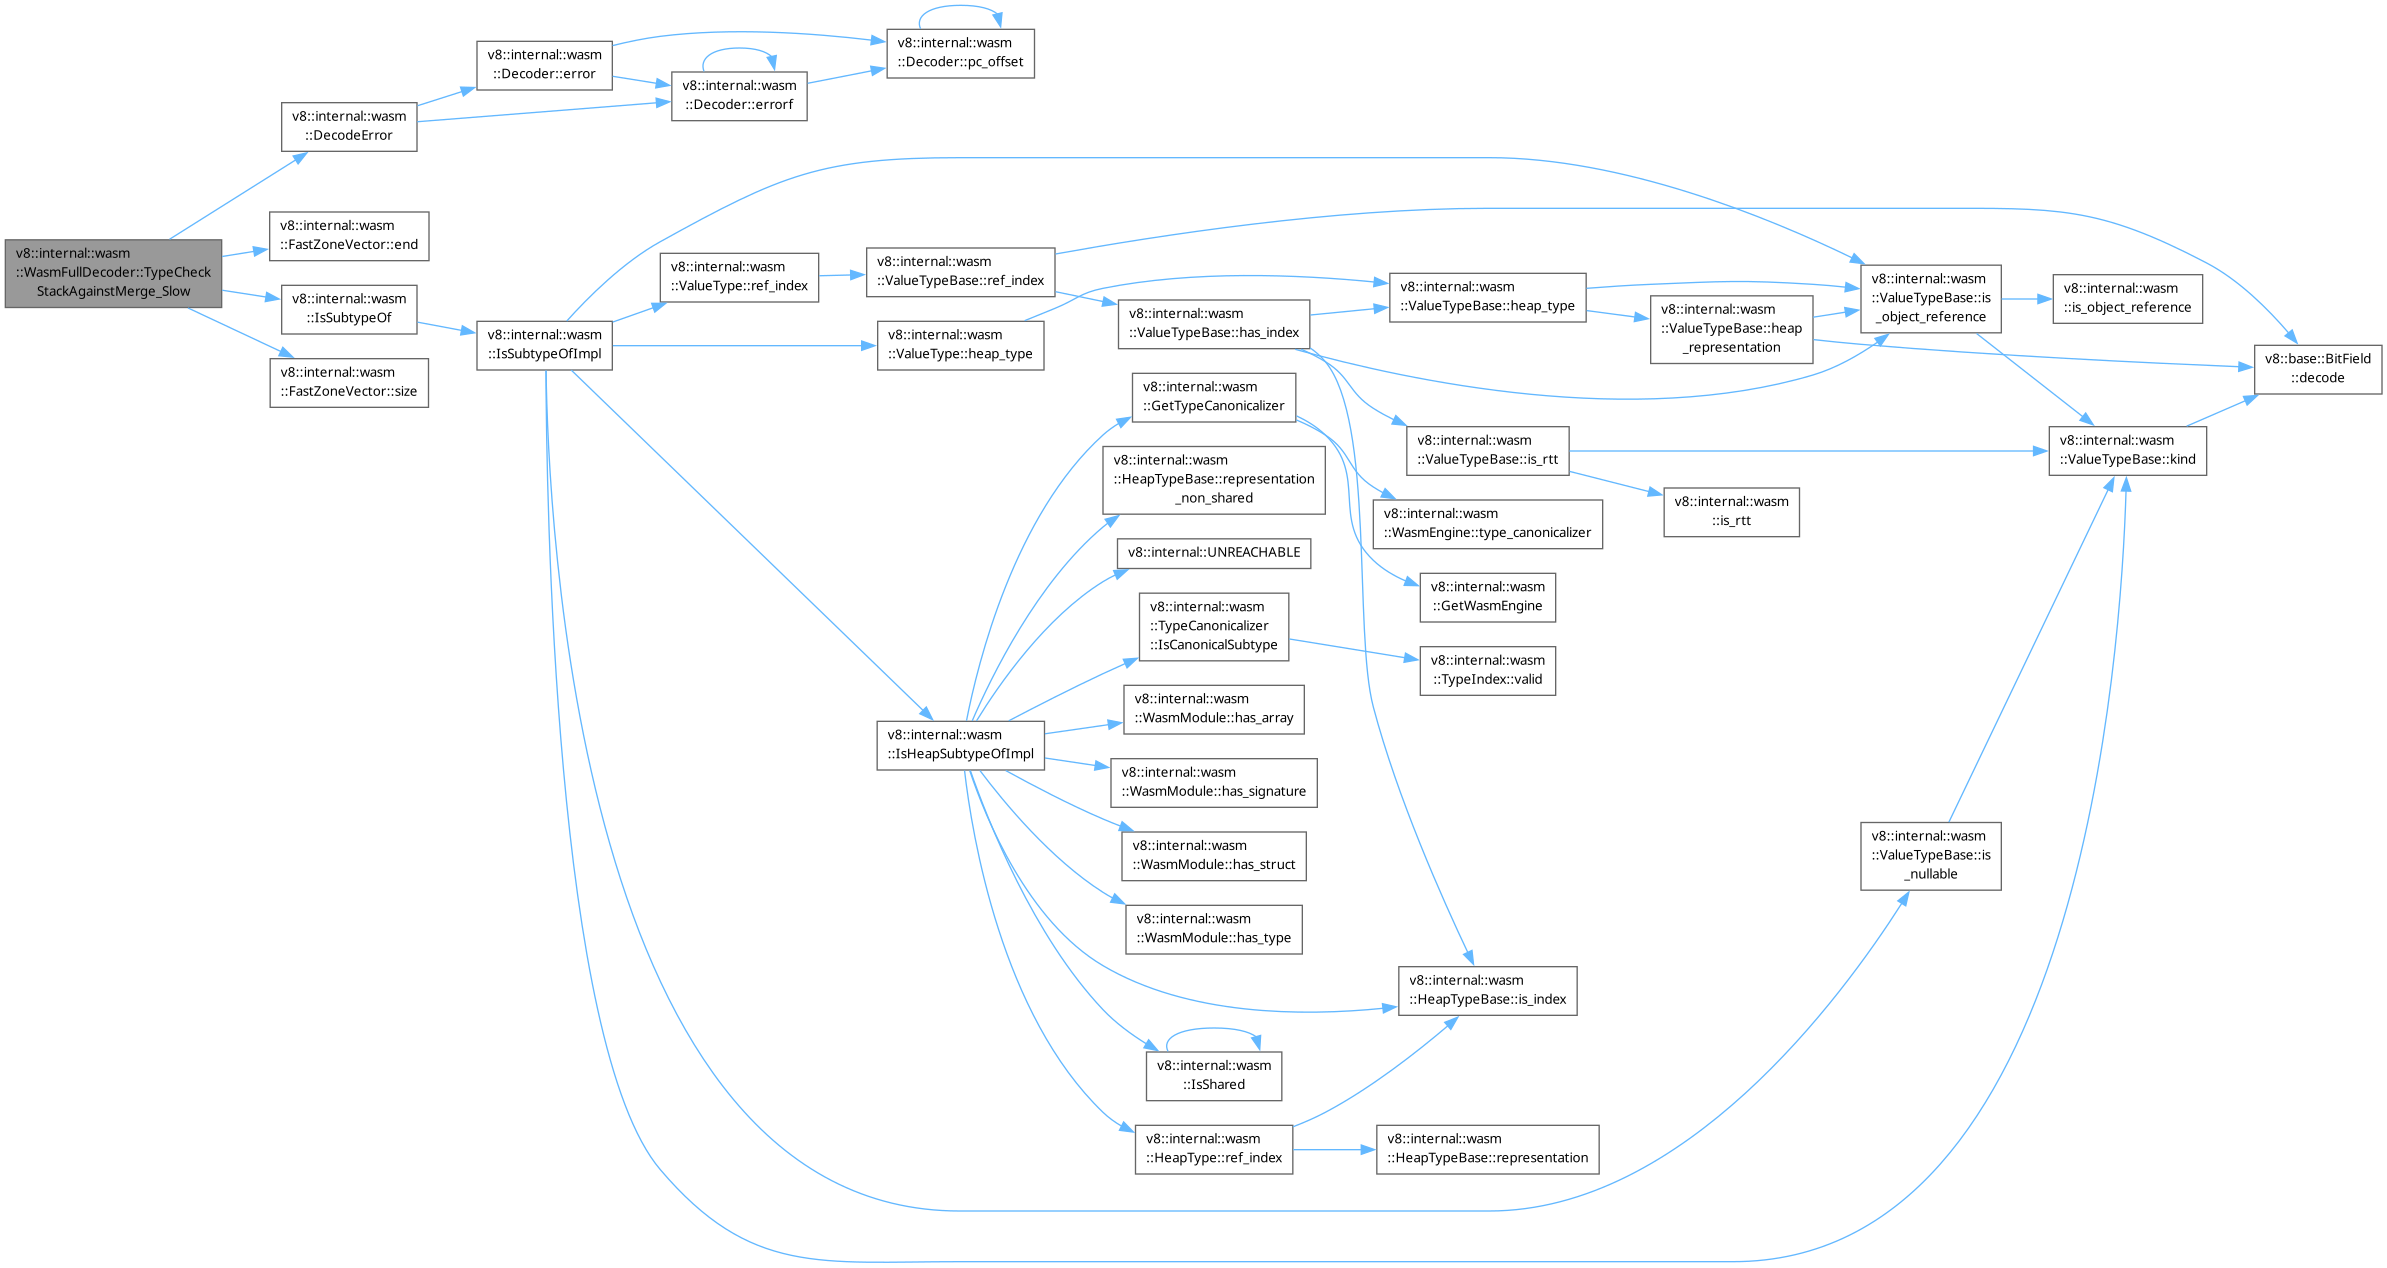 v8::internal::wasm
::WasmFullDecoder::TypeCheck
StackAgainstMerge_Slow
v8::internal::wasm
::DecodeError
v8::internal::wasm
::Decoder::error
v8::internal::wasm
::Decoder::errorf
v8::internal::wasm
::Decoder::pc_offset
v8::internal::wasm
::FastZoneVector::end
v8::internal::wasm
::IsSubtypeOf
v8::internal::wasm
::FastZoneVector::size
v8::internal::wasm
::IsSubtypeOfImpl
v8::internal::wasm
::ValueType::ref_index
v8::internal::wasm
::ValueTypeBase::ref_index
v8::internal::wasm
::ValueType::heap_type
v8::internal::wasm
::ValueTypeBase::has_index
v8::internal::wasm
::ValueTypeBase::heap_type
v8::internal::wasm
::ValueTypeBase::heap
_representation
v8::internal::wasm
::ValueTypeBase::is
_object_reference
v8::internal::wasm
::is_object_reference
v8::base::BitField
::decode
v8::internal::wasm
::ValueTypeBase::kind
v8::internal::wasm
::ValueTypeBase::is_rtt
v8::internal::wasm
::is_rtt
v8::internal::wasm
::GetTypeCanonicalizer
v8::internal::wasm
::WasmEngine::type_canonicalizer
v8::internal::wasm
::GetWasmEngine
v8::internal::wasm
::HeapTypeBase::representation
_non_shared
v8::internal::UNREACHABLE
v8::internal::wasm
::TypeCanonicalizer
::IsCanonicalSubtype
v8::internal::wasm
::TypeIndex::valid
v8::internal::wasm
::IsHeapSubtypeOfImpl
v8::internal::wasm
::WasmModule::has_array
v8::internal::wasm
::WasmModule::has_signature
v8::internal::wasm
::WasmModule::has_struct
v8::internal::wasm
::WasmModule::has_type
v8::internal::wasm
::ValueTypeBase::is
_nullable
v8::internal::wasm
::HeapTypeBase::is_index
v8::internal::wasm
::IsShared
v8::internal::wasm
::HeapType::ref_index
v8::internal::wasm
::HeapTypeBase::representation